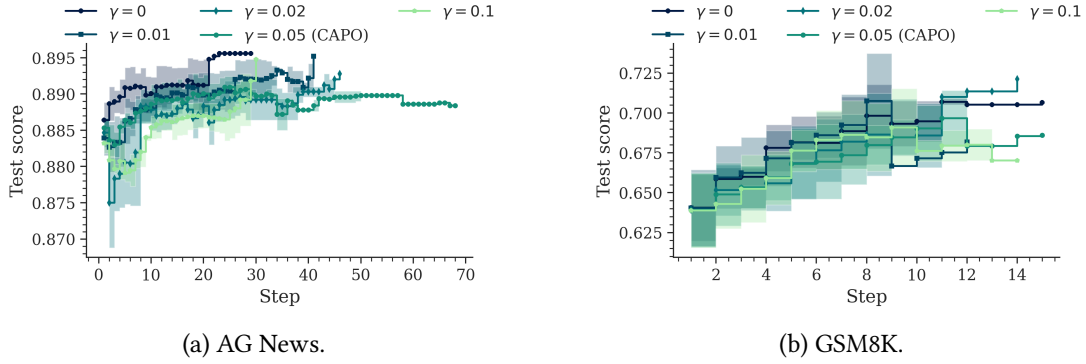 γ = 0 γ = 0.02 γ = 0.1
γ = 0.01 γ = 0.05 (CAPO)
0.895
0.890
0.885
0.880
0.875
0.870
Test score
0 10 20 30 40 50 60 70
Step
(a) AG News.
γ = 0 γ = 0.02 γ = 0.1
γ = 0.01 γ = 0.05 (CAPO)
0.725
0.700
0.675
0.650
0.625
Test score
2 4 6 8 10 12 14
Step
(b) GSM8K.